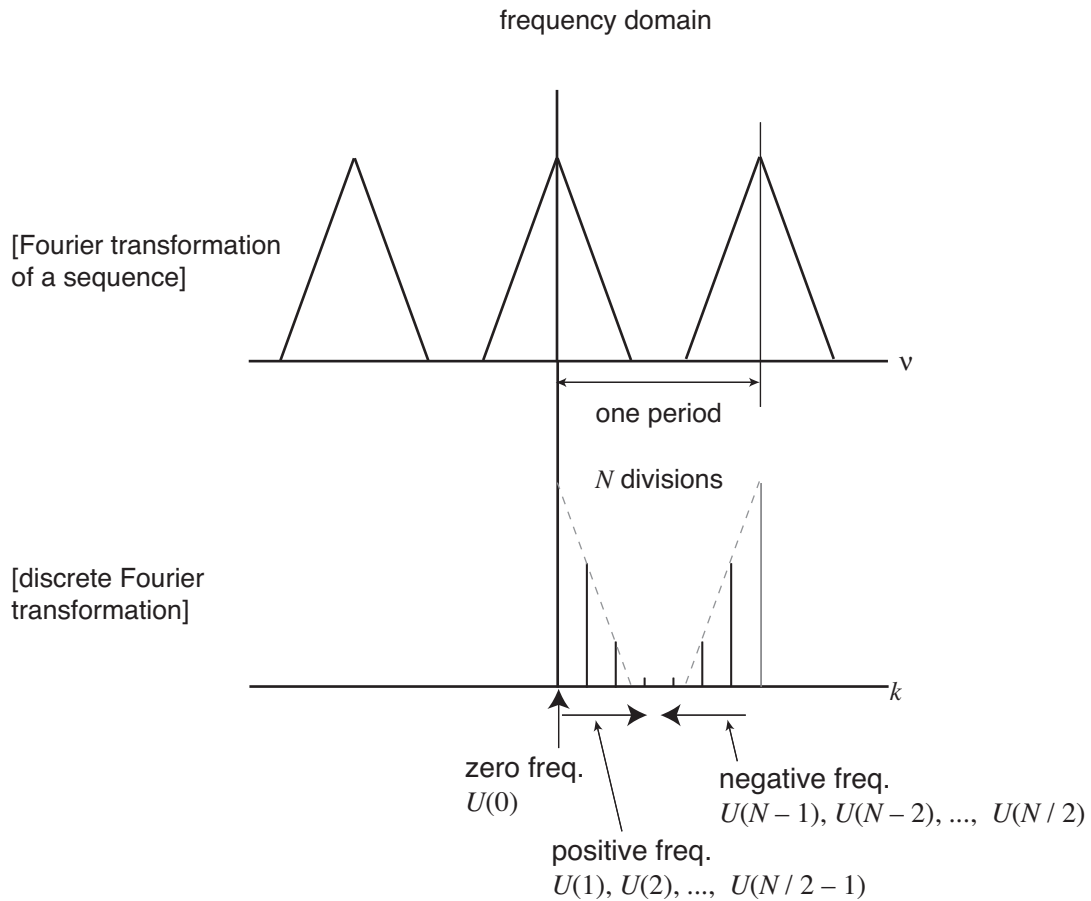 frequency domain
[Fourier transformation
of a sequence]
ν
one period
N divisions
[discrete Fourier
transformation]
k
zero freq.
U(0)
negative freq.
U(N – 1), U(N – 2), ..., U(N / 2)
positive freq.
U(1), U(2), ..., U(N / 2 – 1)